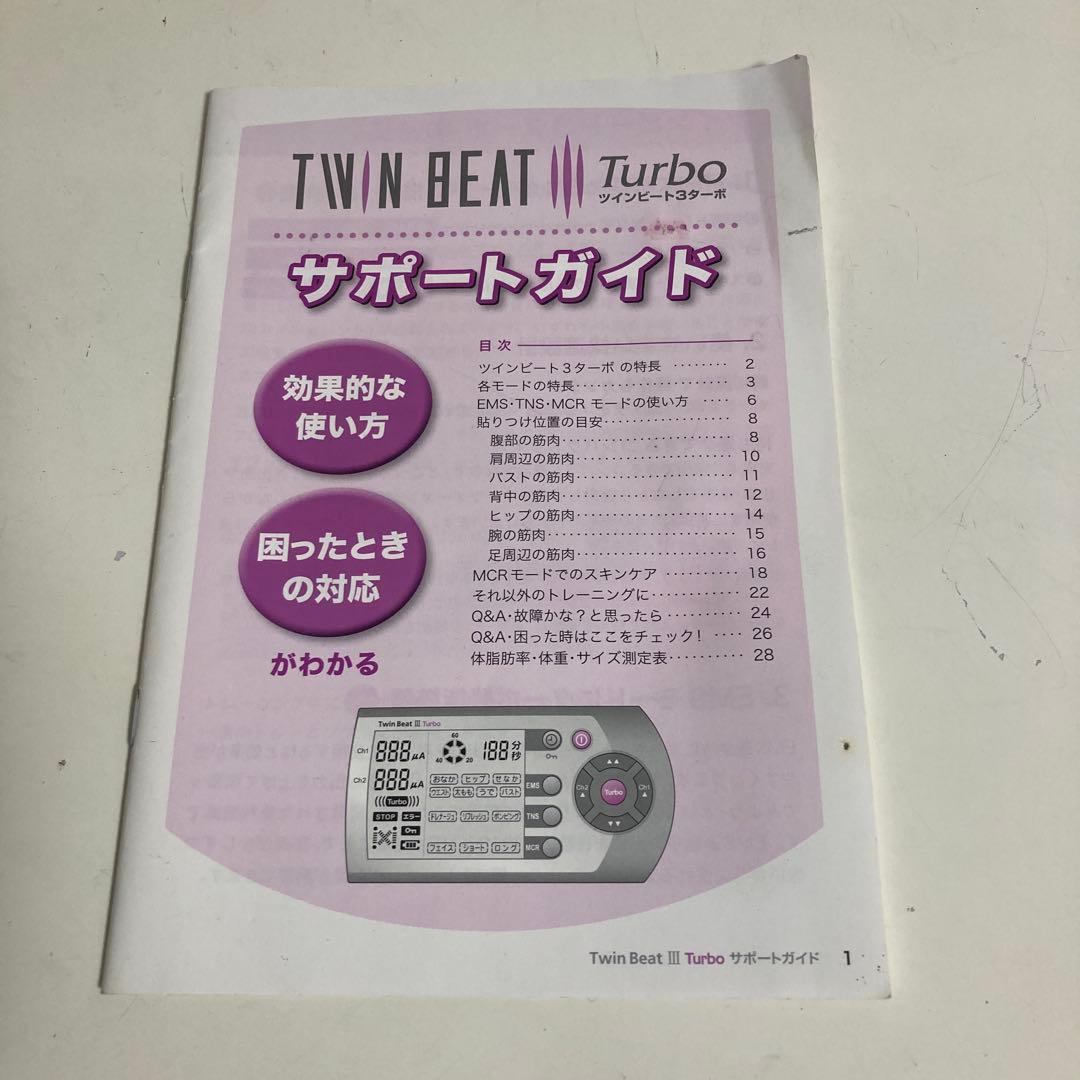 TWIN BEAT III Turbo
ツインビート3ターボ
サポートガイド
効果的な
使い方
困ったとき
の対応
がわかる
目次
ツインビート3ターボ の特長 ········ 2
各モードの特長······················ 3
EMS・TNS・MCR モードの使い方 ···· 6
貼りつけ位置の目安····················· 8
腹部の筋肉························ 8
肩周辺の筋肉······················ 10
バストの筋肉······················ 11
背中の筋肉························ 12
ヒップの筋肉······················ 14
腕の筋肉·························· 15
足周辺の筋肉······················ 16
MCRモードでのスキンケア ·········· 18
それ以外のトレーニングに············ 22
Q&A・故障かな?と思ったら ·········· 24
Q&A・困った時はここをチェック! ···· 26
体脂肪率・体重・サイズ測定表·········· 28
Twin Beat III Turbo
Ch1 888 μA
60
40 20
188 分
秒
Ch2 888 μA
おなか ヒップ せなか
ウエスト 太もも うで バスト
EMS
(((Turbo)))
STOP エラー
ドレナージュ リフレッシュ ポンピング
TNS
フェイス ショート ロング
MCR
Ch2 Turbo Ch1
Twin Beat III Turbo サポートガイド 1